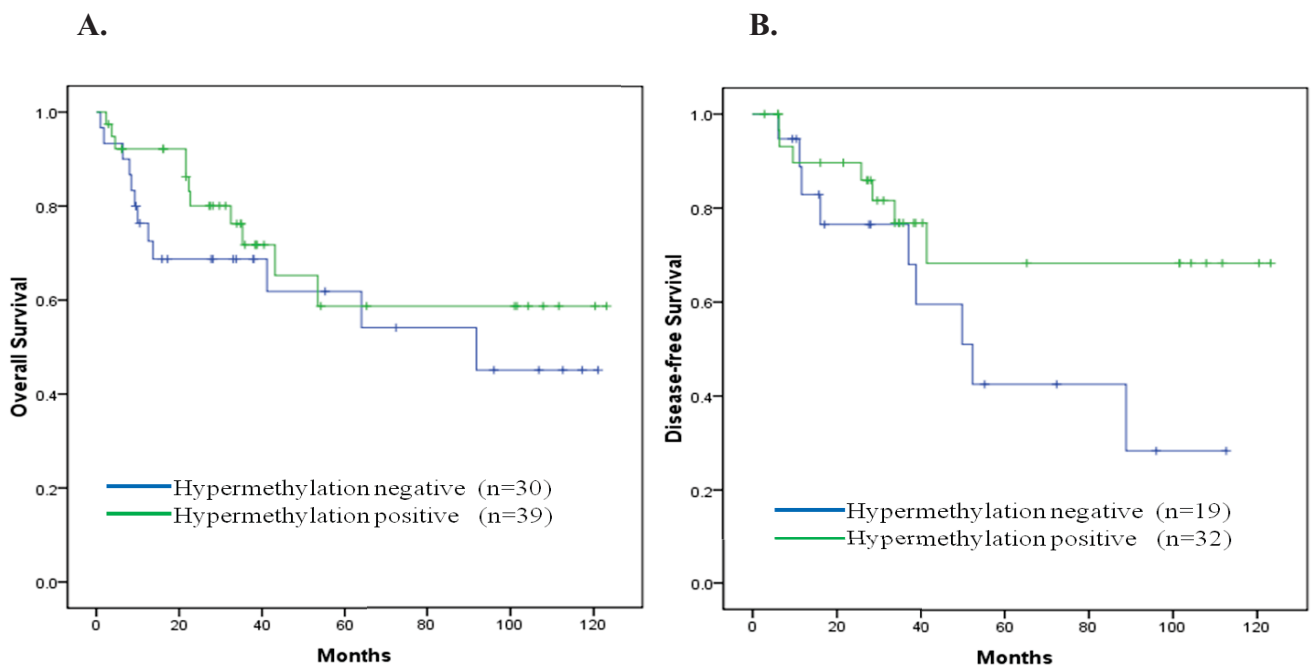 A.
B.
1.0
0.8
0.6
0.4
0.2
0.0
Overall Survival
Hypermethylation negative (n=30)
Hypermethylation positive (n=39)
0 20 40 60 80 100 120
Months
1.0
0.8
0.6
0.4
0.2
0.0
Disease-free Survival
Hypermethylation negative (n=19)
Hypermethylation positive (n=32)
0 20 40 60 80 100 120
Months